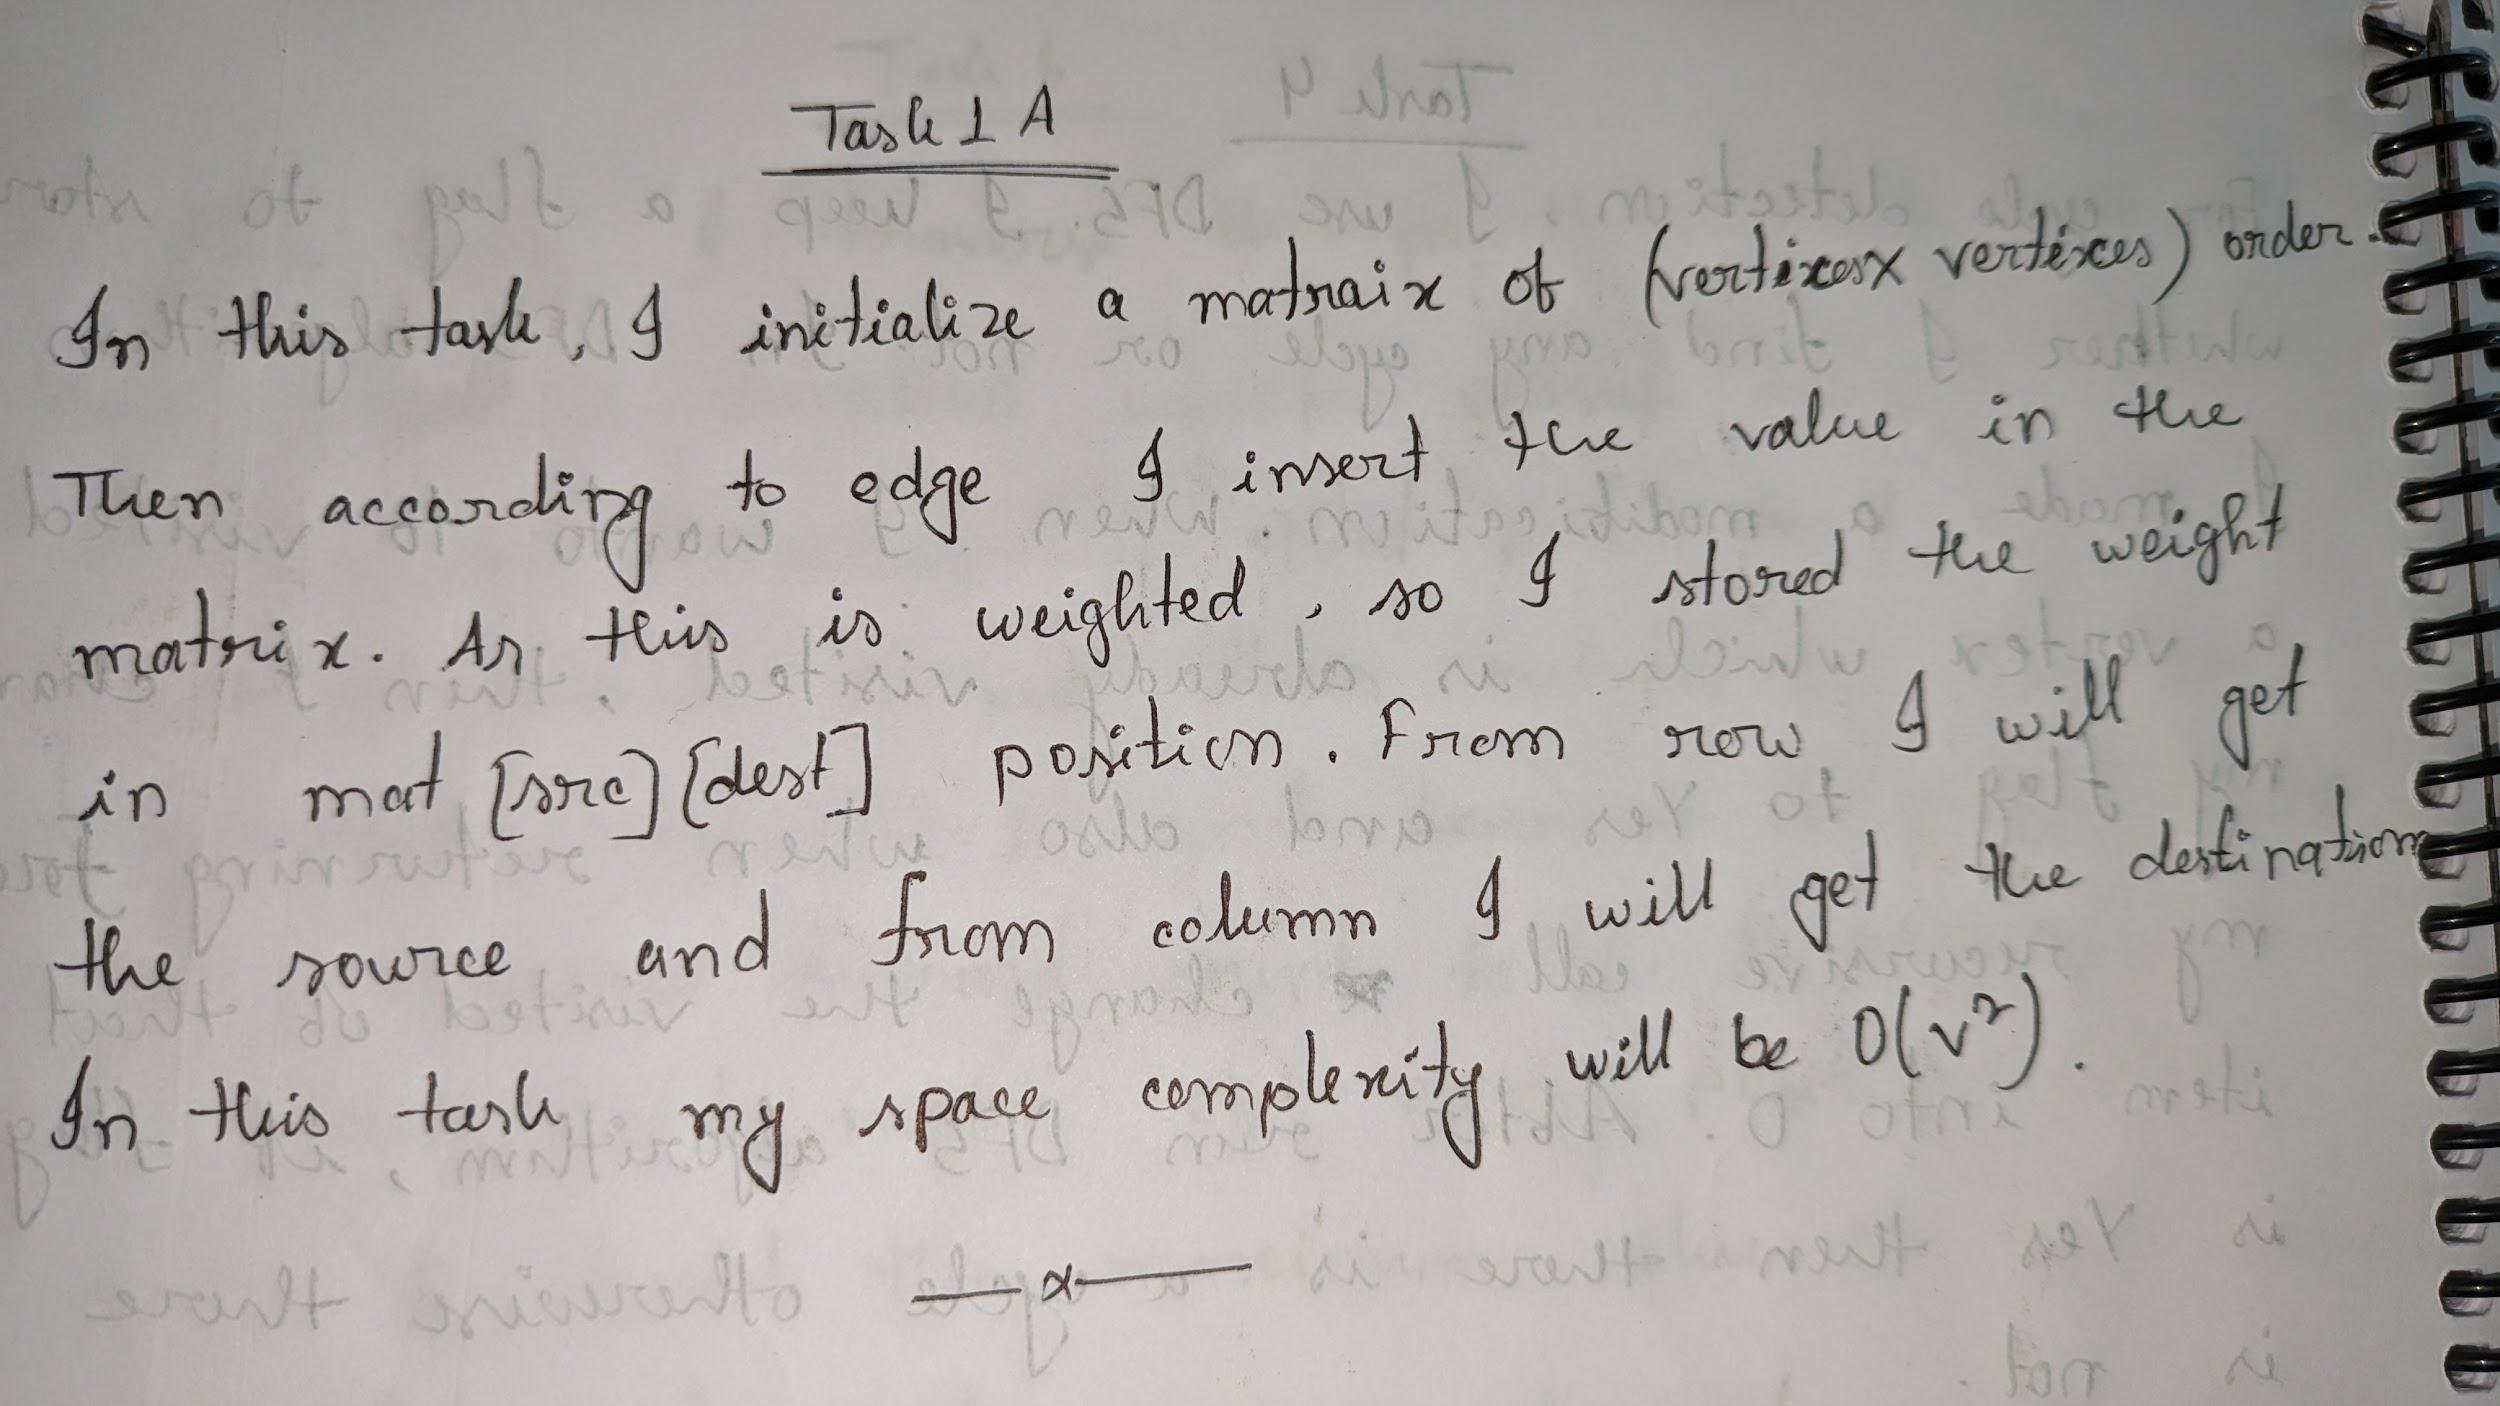 Task 1 A
In this task, I initialize a matraix of (vertixesx vertexes) order.
Then according to edge I insert the value in the
matrix. As this is weighted, so I stored the weight
in mat [src][dest] position. From row I will get
the source and from column I will get the destination
In this task my space complexity will be O(v²).
x